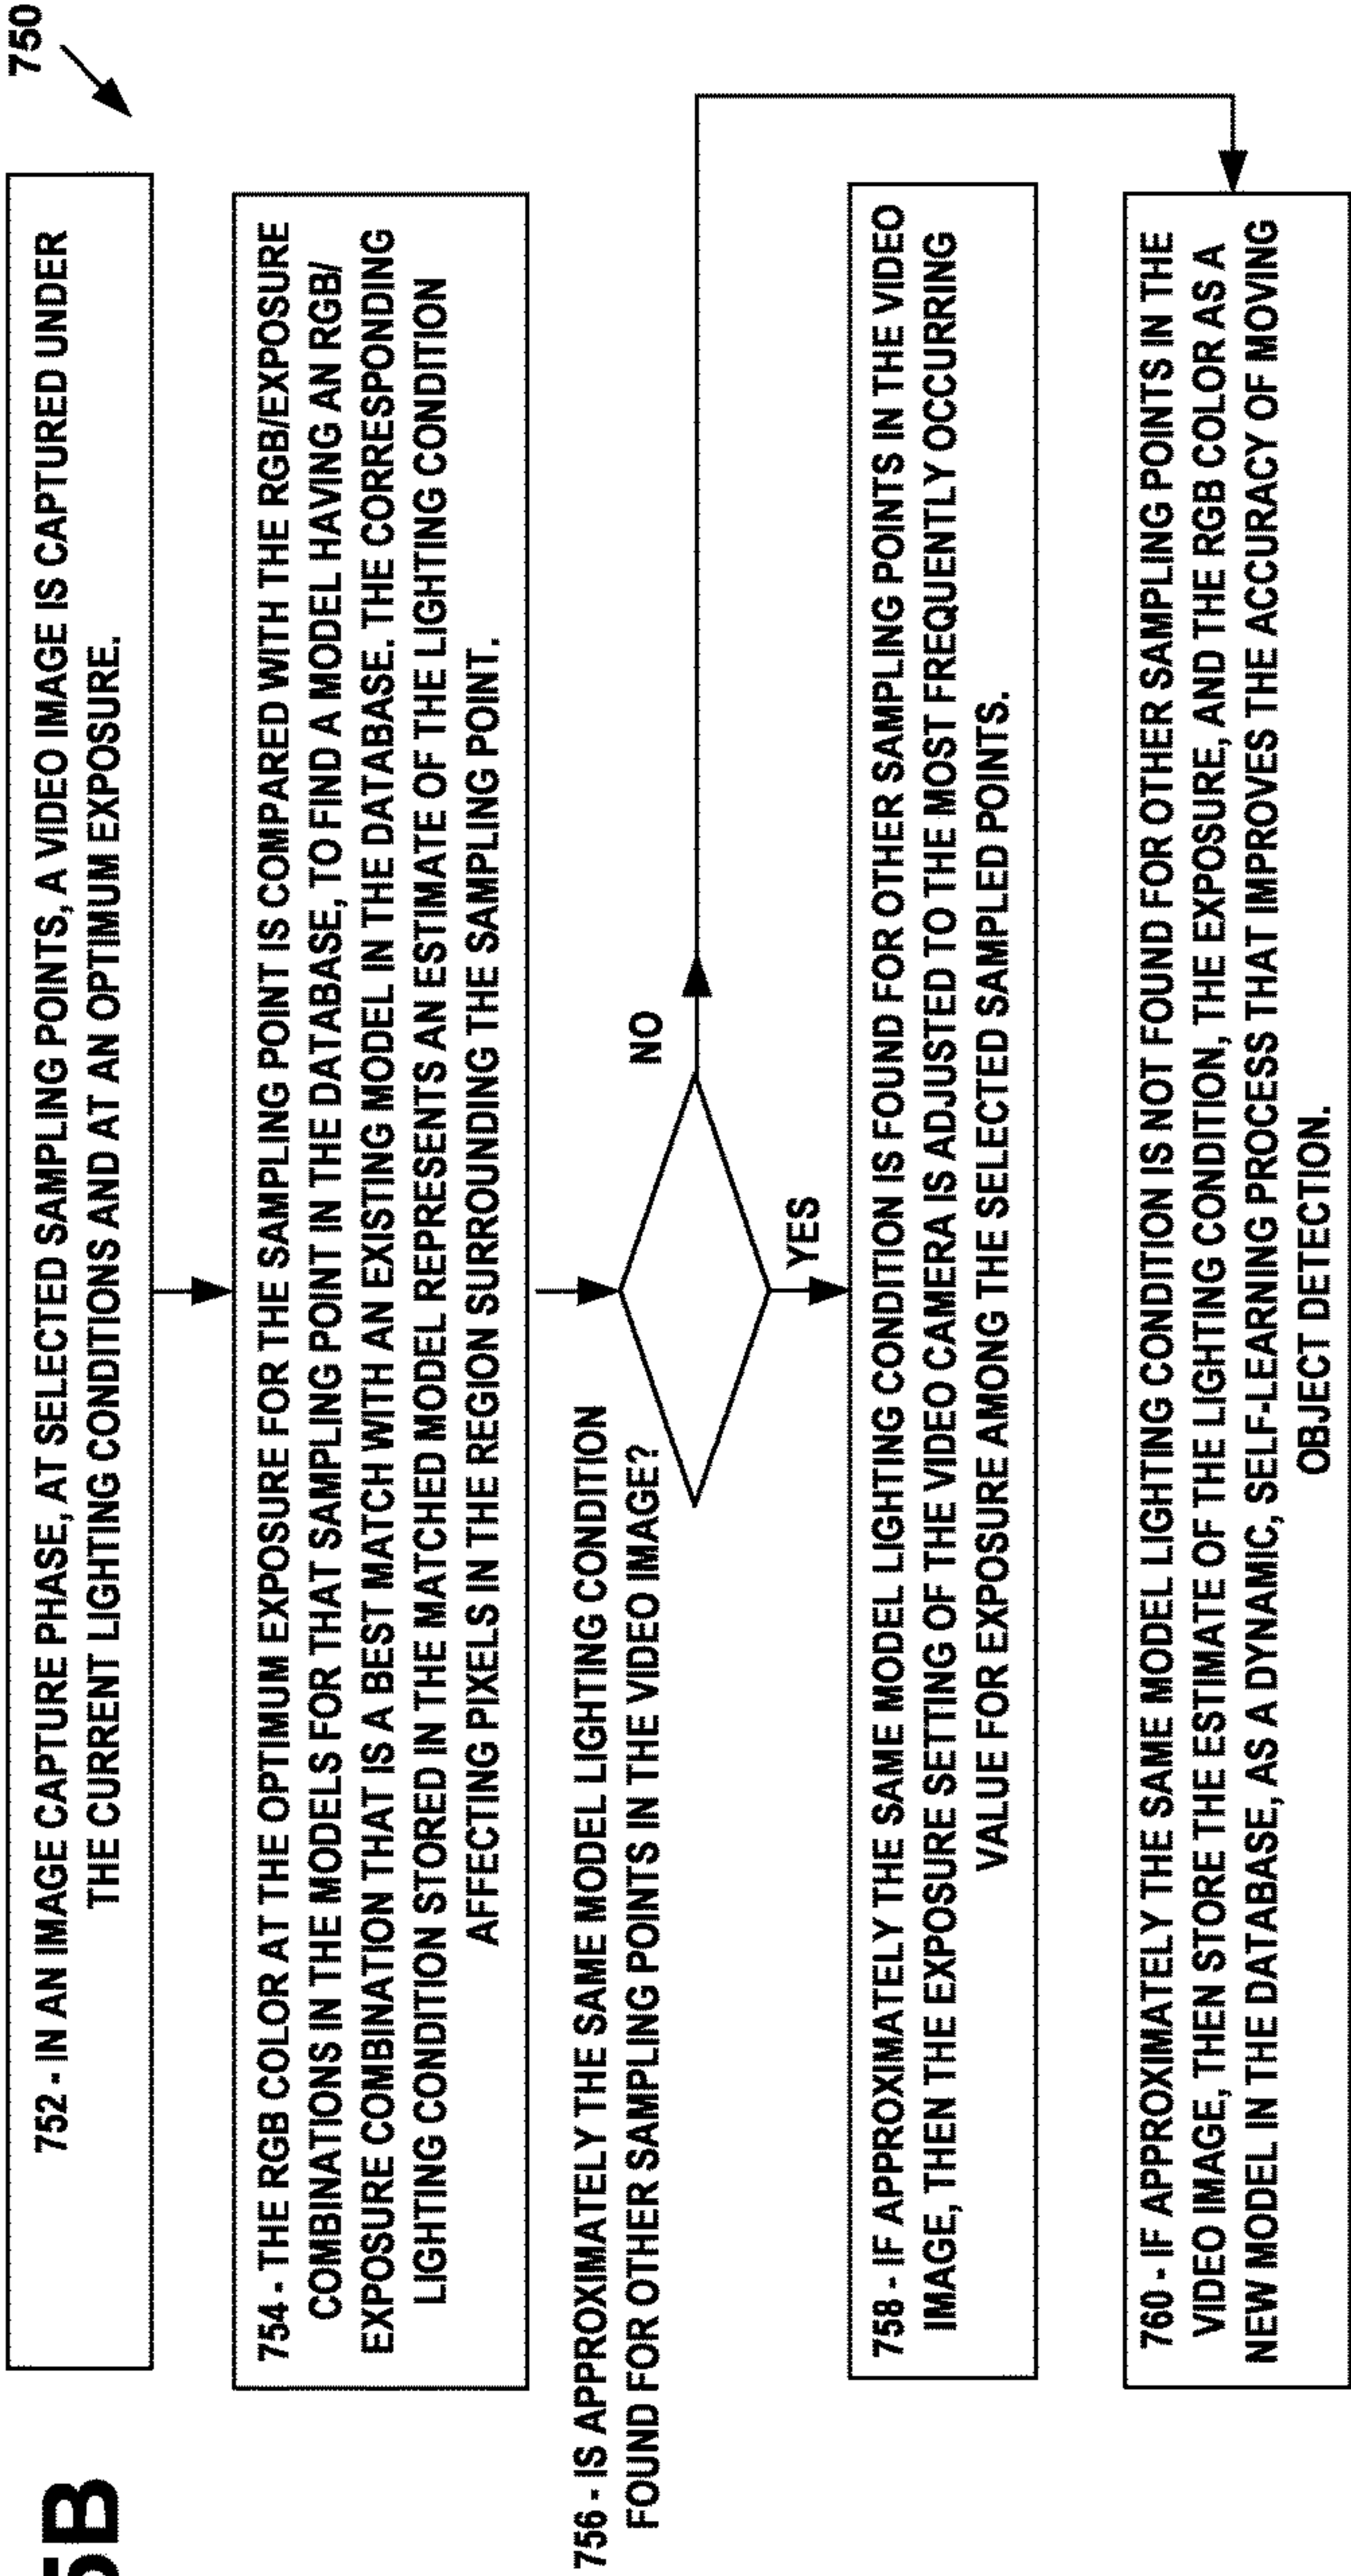 5B
750
752 - IN AN IMAGE CAPTURE PHASE, AT SELECTED SAMPLING POINTS, A VIDEO IMAGE IS CAPTURED UNDER
THE CURRENT LIGHTING CONDITIONS AND AT AN OPTIMUM EXPOSURE.
754 - THE RGB COLOR AT THE OPTIMUM EXPOSURE FOR THE SAMPLING POINT IS COMPARED WITH THE RGB/EXPOSURE
COMBINATIONS IN THE MODELS FOR THAT SAMPLING POINT IN THE DATABASE, TO FIND A MODEL HAVING AN RGB/
EXPOSURE COMBINATION THAT IS A BEST MATCH WITH AN EXISTING MODEL IN THE DATABASE. THE CORRESPONDING
LIGHTING CONDITION STORED IN THE MATCHED MODEL REPRESENTS AN ESTIMATE OF THE LIGHTING CONDITION
AFFECTING PIXELS IN THE REGION SURROUNDING THE SAMPLING POINT.
756 - IS APPROXIMATELY THE SAME MODEL LIGHTING CONDITION
FOUND FOR OTHER SAMPLING POINTS IN THE VIDEO IMAGE?
NO
YES
758 - IF APPROXIMATELY THE SAME MODEL LIGHTING CONDITION IS FOUND FOR OTHER SAMPLING POINTS IN THE VIDEO
IMAGE, THEN THE EXPOSURE SETTING OF THE VIDEO CAMERA IS ADJUSTED TO THE MOST FREQUENTLY OCCURRING
VALUE FOR EXPOSURE AMONG THE SELECTED SAMPLED POINTS.
760 - IF APPROXIMATELY THE SAME MODEL LIGHTING CONDITION IS NOT FOUND FOR OTHER SAMPLING POINTS IN THE
VIDEO IMAGE, THEN STORE THE ESTIMATE OF THE LIGHTING CONDITION, THE EXPOSURE, AND THE RGB COLOR AS A
NEW MODEL IN THE DATABASE, AS A DYNAMIC, SELF-LEARNING PROCESS THAT IMPROVES THE ACCURACY OF MOVING
OBJECT DETECTION.